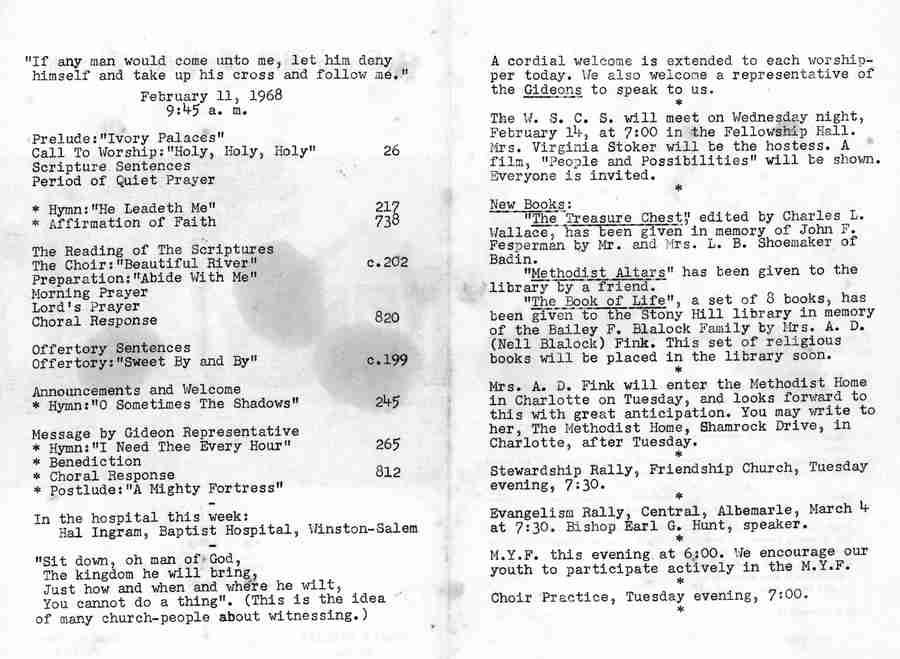 "If any man would come unto me, let him deny
himself and take up his cross and follow me."
February 11, 1968
9:45 a. m.
Prelude:"Ivory Palaces"
Call To Worship:"Holy, Holy, Holy" 26
Scripture Sentences
Period of Quiet Prayer
* Hymn:"He Leadeth Me" 217
* Affirmation of Faith 738
The Reading of The Scriptures
The Choir:"Beautiful River" c.202
Preparation:"Abide With Me"
Morning Prayer
Lord's Prayer
Choral Response 820
Offertory Sentences
Offertory:"Sweet By and By" c.199
Announcements and Welcome
* Hymn:"O Sometimes The Shadows" 245
Message by Gideon Representative
* Hymn:"I Need Thee Every Hour" 265
* Benediction
* Choral Response 812
* Postlude:"A Mighty Fortress"
-
In the hospital this week:
Hal Ingram, Baptist Hospital, Winston-Salem
-
"Sit down, oh man of God,
The kingdom he will bring,
Just how and when and where he wilt,
You cannot do a thing". (This is the idea
of many church-people about witnessing.)
A cordial welcome is extended to each worship-
per today. We also welcome a representative of
the Gideons to speak to us.
*
The W. S. C. S. will meet on Wednesday night,
February 14, at 7:00 in the Fellowship Hall.
Mrs. Virginia Stoker will be the hostess. A
film, "People and Possibilities" will be shown.
Everyone is invited.
*
New Books:
"The Treasure Chest" edited by Charles L.
Wallace, has been given in memory of John F.
Fesperman by Mr. and Mrs. L. B. Shoemaker of
Badin.
"Methodist Altars" has been given to the
library by a friend.
"The Book of Life", a set of 8 books, has
been given to the Stony Hill library in memory
of the Bailey F. Blalock Family by Mrs. A. D.
(Nell Blalock) Fink. This set of religious
books will be placed in the library soon.
*
Mrs. A. D. Fink will enter the Methodist Home
in Charlotte on Tuesday, and looks forward to
this with great anticipation. You may write to
her, The Methodist Home, Shamrock Drive, in
Charlotte, after Tuesday.
*
Stewardship Rally, Friendship Church, Tuesday
evening, 7:30.
*
Evangelism Rally, Central, Albemarle, March 4
at 7:30. Bishop Earl G. Hunt, speaker.
*
M.Y.F. this evening at 6:00. We encourage our
youth to participate actively in the M.Y.F.
*
Choir Practice, Tuesday evening, 7:00.
*